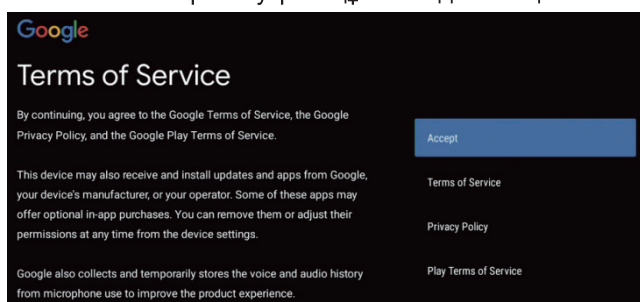 Google
Terms of Service
By continuing, you agree to the Google Terms of Service, the Google
Privacy Policy, and the Google Play Terms of Service.
This device may also receive and install updates and apps from Google,
your device's manufacturer, or your operator. Some of these apps may
offer optional in-app purchases. You can remove them or adjust their
permissions at any time from the device settings.
Google also collects and temporarily stores the voice and audio history
from microphone use to improve the product experience.
Accept
Terms of Service
Privacy Policy
Play Terms of Service